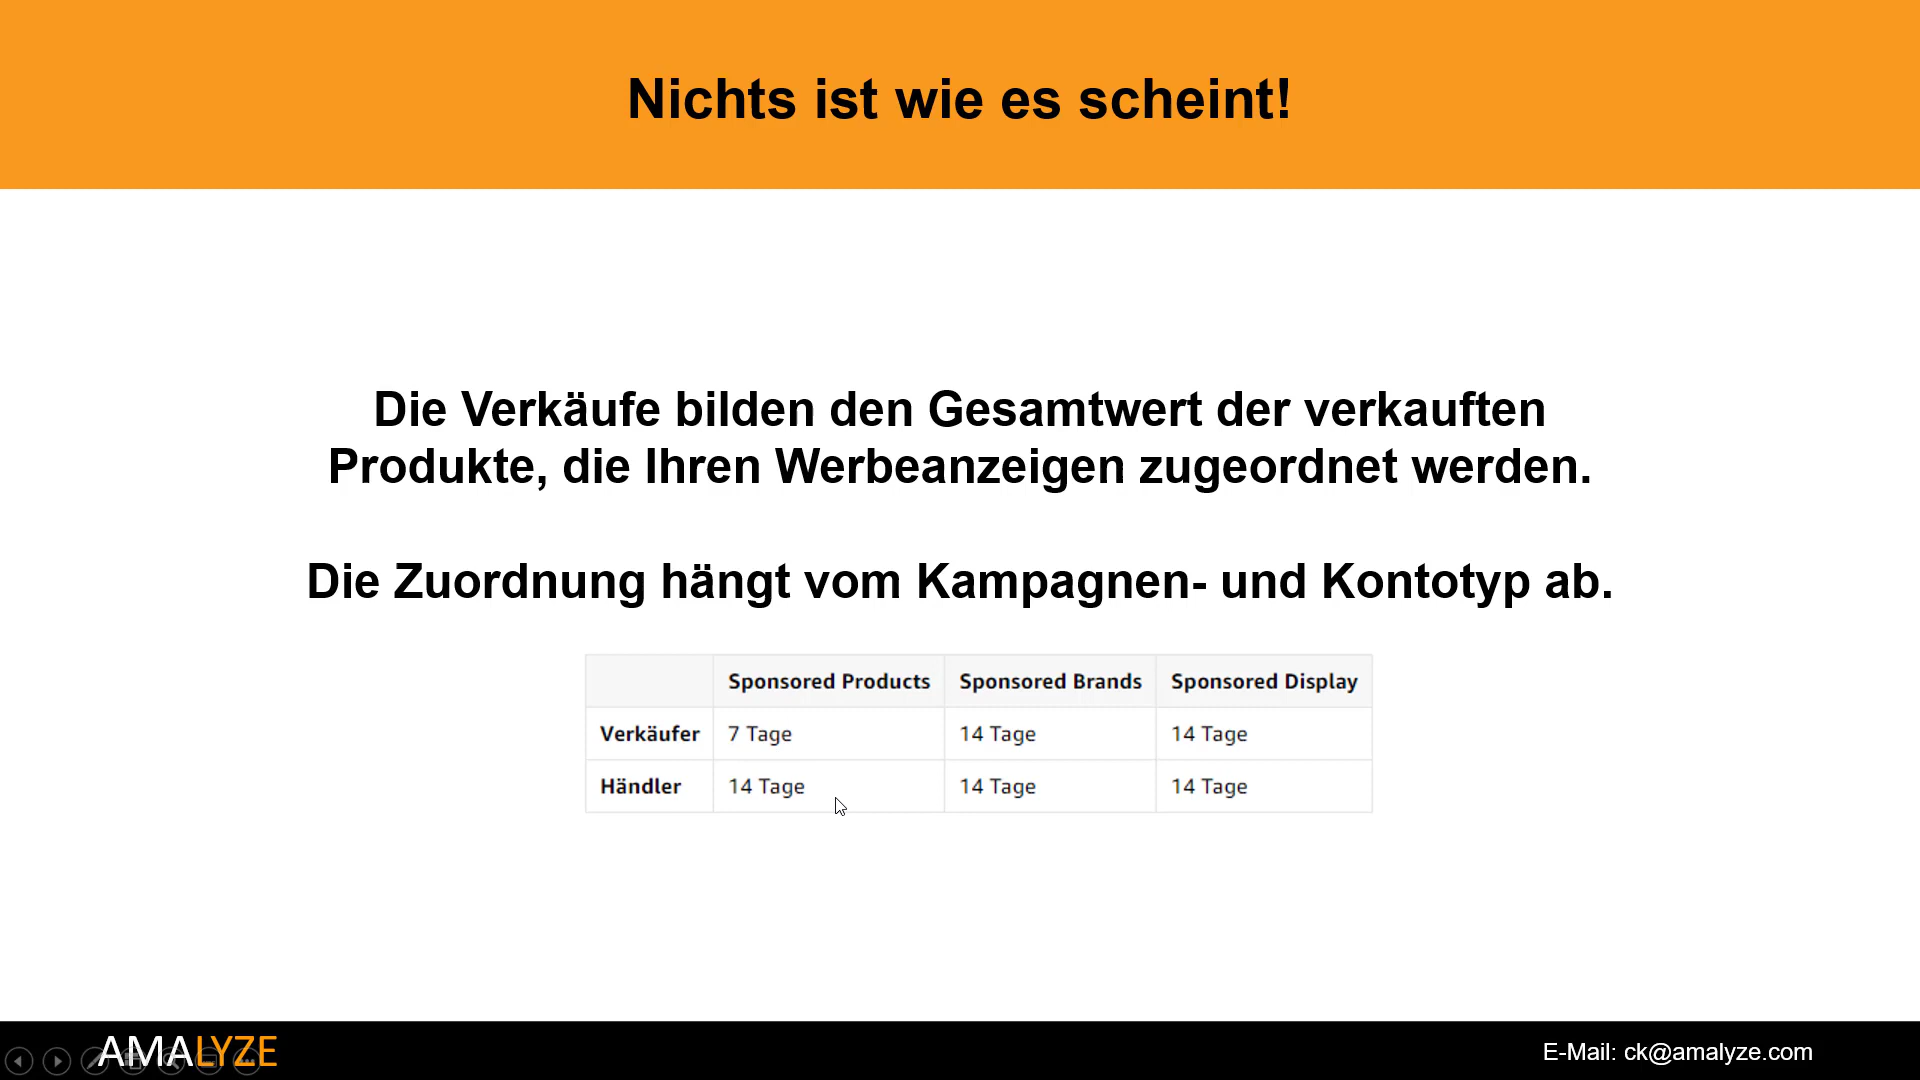 Nichts ist wie es scheint!
Die Verkäufe bilden den Gesamtwert der verkauften
Produkte, die Ihren Werbeanzeigen zugeordnet werden.
Die Zuordnung hängt vom Kampagnen- und Kontotyp ab.
Sponsored Products Sponsored Brands Sponsored Display
Verkäufer 7 Tage 14 Tage 14 Tage
Händler 14 Tage 14 Tage 14 Tage
AMALYZE E-Mail: ck@amalyze.com